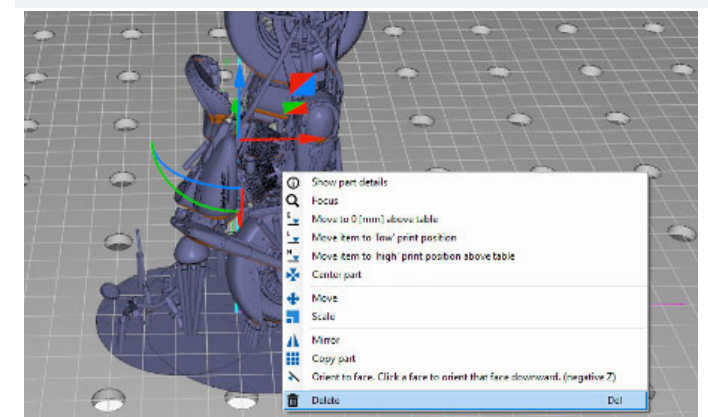 Show part details
Focus
Move to 0 [mm] above table
Move item to 'low' print position
Move item to 'high' print position above table
Center part
Move
Scale
Mirror
Copy part
Orient to face. Click a face to orient that face downward. (negative Z)
Delete Del